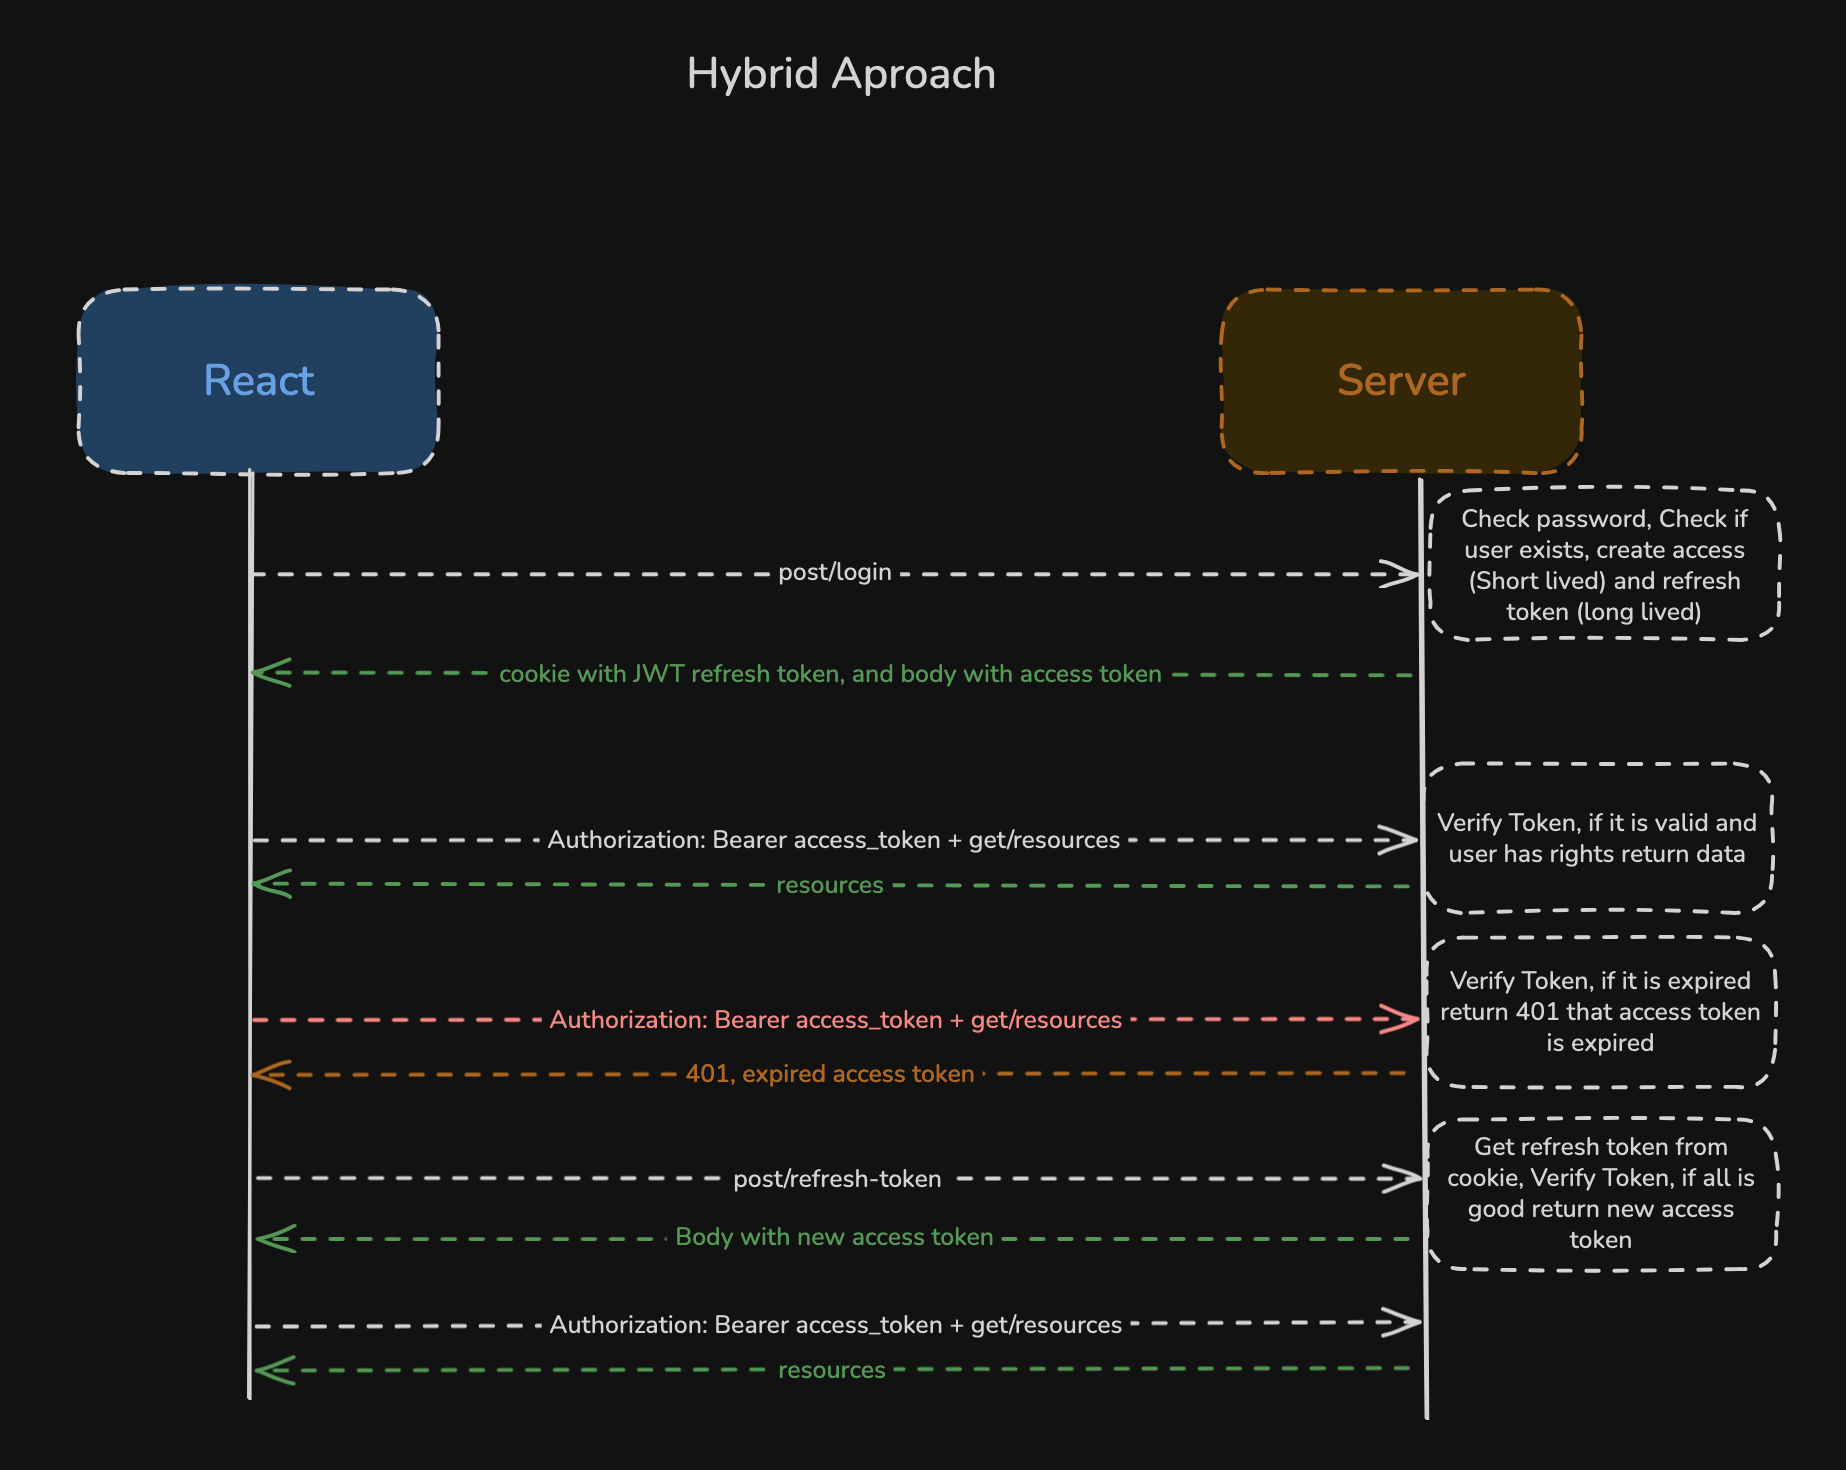 Hybrid Aproach
React
Server
Check password, Check if
user exists, create access
(Short lived) and refresh
token (long lived)
post/login
cookie with JWT refresh token, and body with access token
Verify Token, if it is valid and
user has rights return data
Authorization: Bearer access_token + get/resources
resources
Verify Token, if it is expired
return 401 that access token
is expired
Authorization: Bearer access_token + get/resources
401, expired access token
Get refresh token from
cookie, Verify Token, if all is
good return new access
token
post/refresh-token
Body with new access token
Authorization: Bearer access_token + get/resources
resources